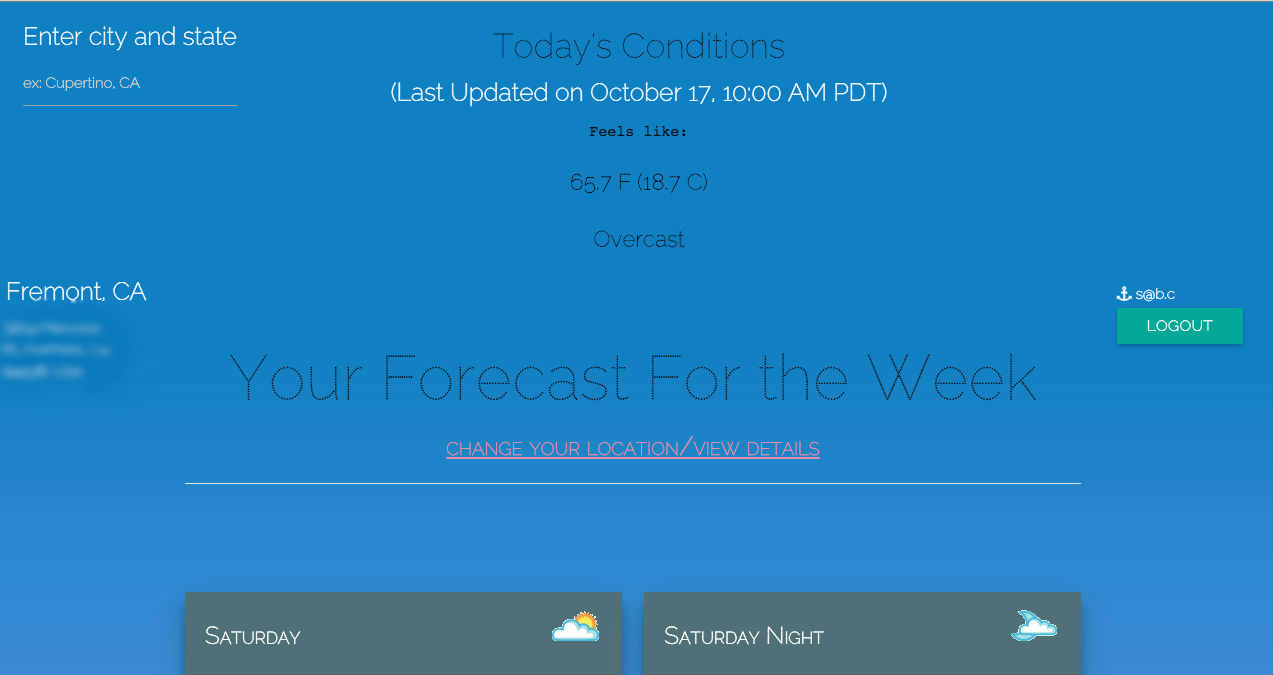 Enter city and state
ex: Cupertino, CA
Today's Conditions
(Last Updated on October 17, 10:00 AM PDT)
Feels like:
65.7 F (18.7 C)
Overcast
Fremont, CA
s@b.c
LOGOUT
Your Forecast For the Week
CHANGE YOUR LOCATION/VIEW DETAILS
Saturday
Saturday Night